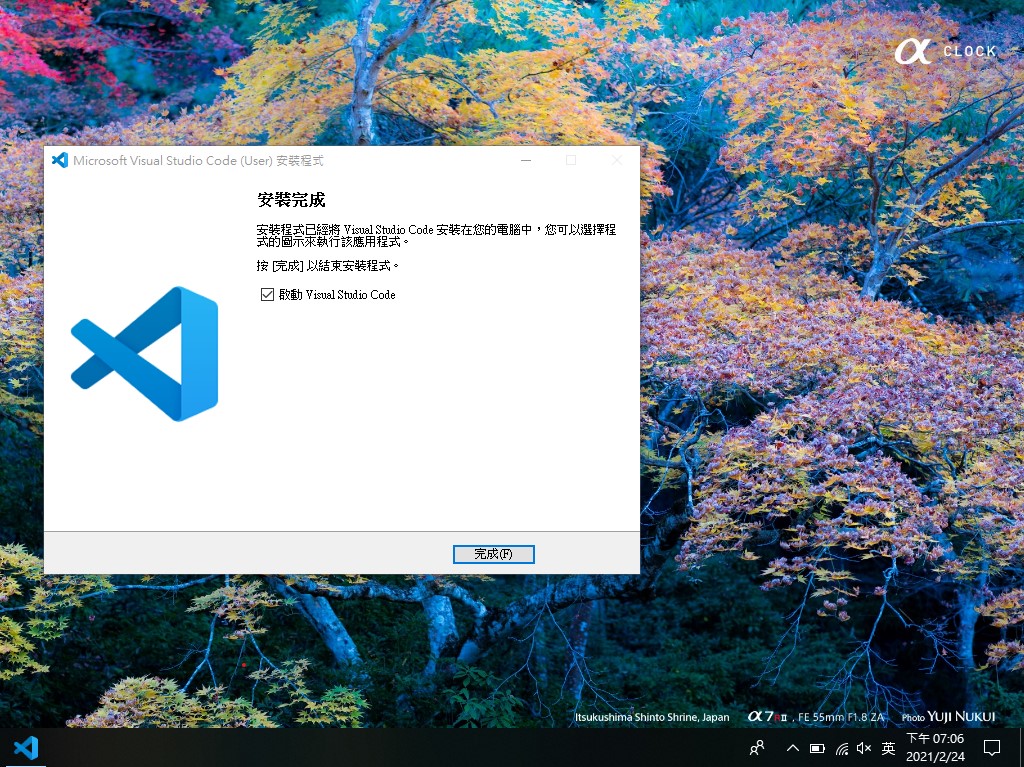 α CLOCK
Microsoft Visual Studio Code (User) 安裝程式
安裝完成
安裝程式已經將 Visual Studio Code 安裝在您的電腦中，您可以選擇程
式的圖示來執行該應用程式。
按 [完成] 以結束安裝程式。
啟動 Visual Studio Code
完成(F)
Itsukushima Shinto Shrine, Japan α7RII , FE 55mm F1.8 ZA Photo YUJI NUKUI
英
下午 07:06
2021/2/24